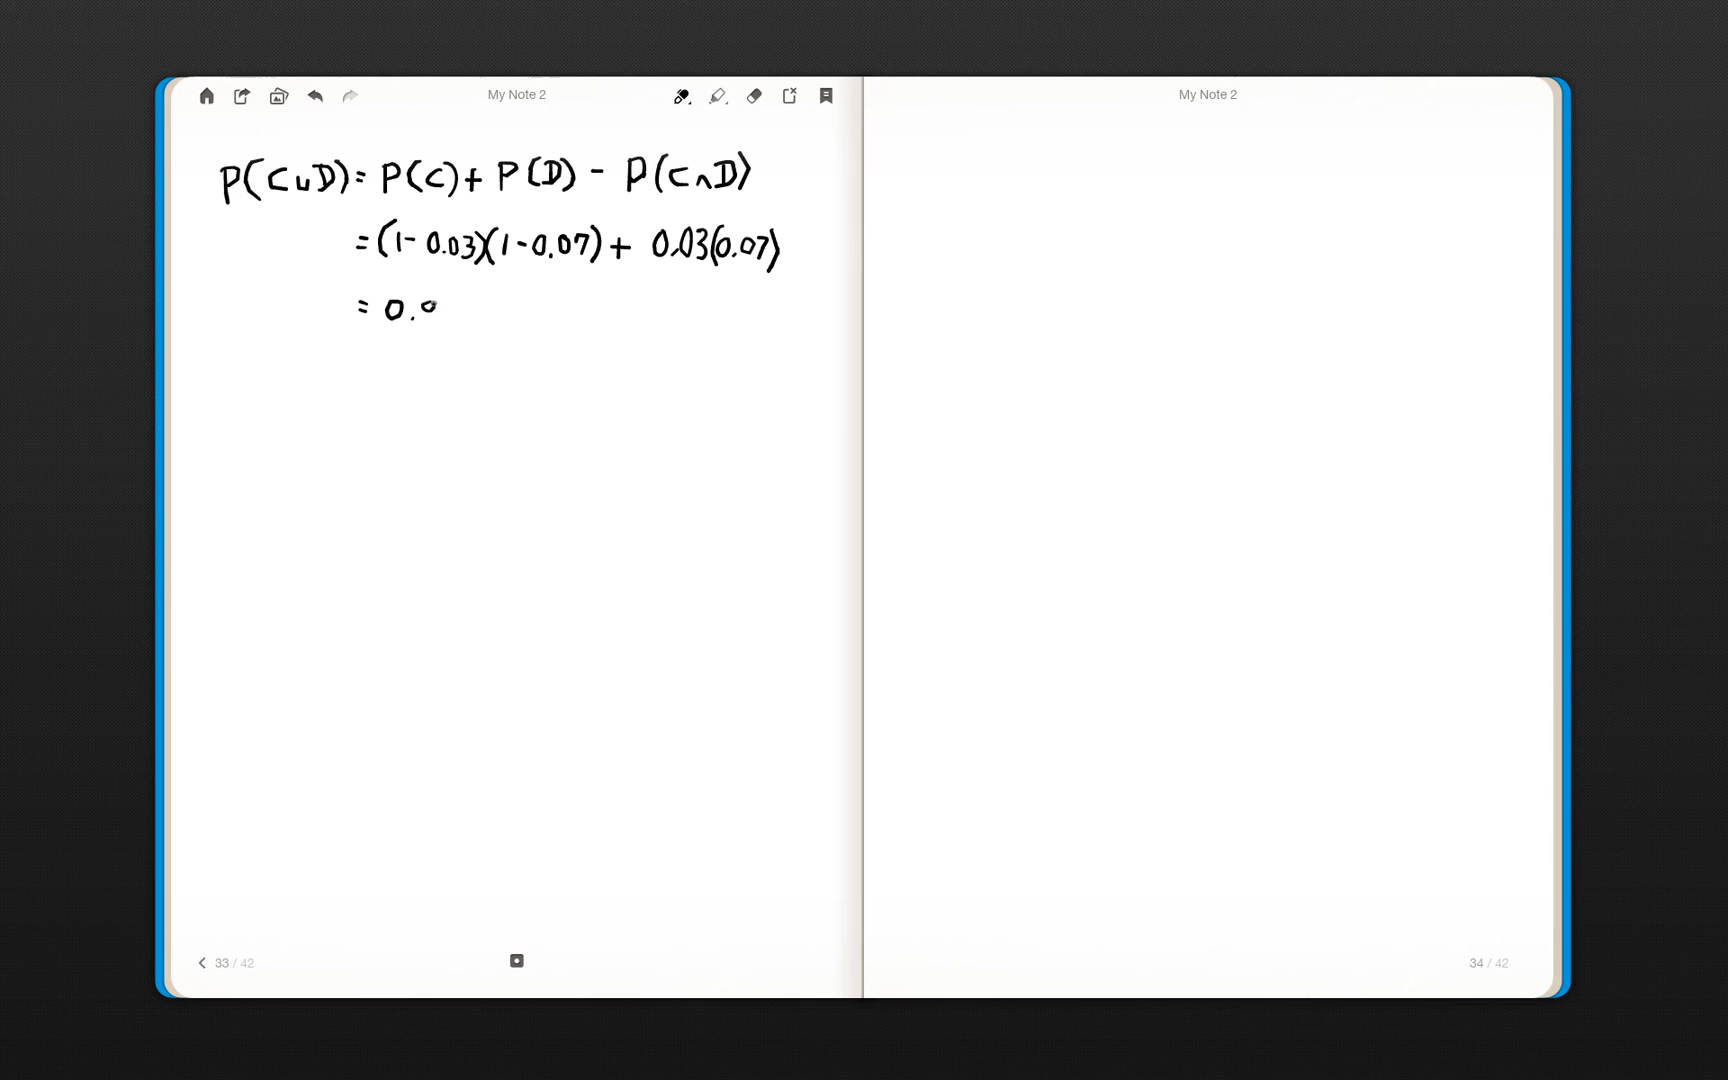 My Note 2
My Note 2
P(C∪D) = P(C) + P(D) - P(C∩D)
= (1 - 0.03)(1 - 0.07) + 0.03(0.07)
= 0.
33 / 42
34 / 42